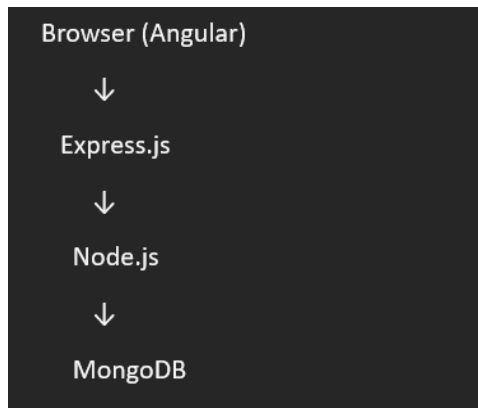 Browser (Angular)
↓
Express.js
↓
Node.js
↓
MongoDB